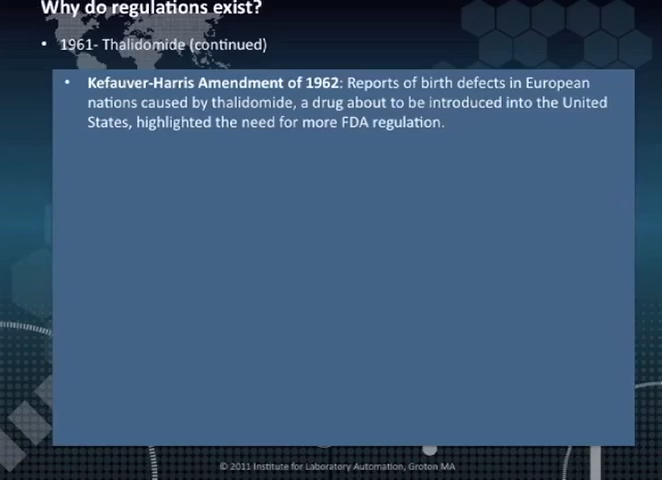 Why do regulations exist?
• 1961- Thalidomide (continued)
• Kefauver-Harris Amendment of 1962: Reports of birth defects in European
nations caused by thalidomide, a drug about to be introduced into the United
States, highlighted the need for more FDA regulation.
© 2011 Institute for Laboratory Automation, Groton MA